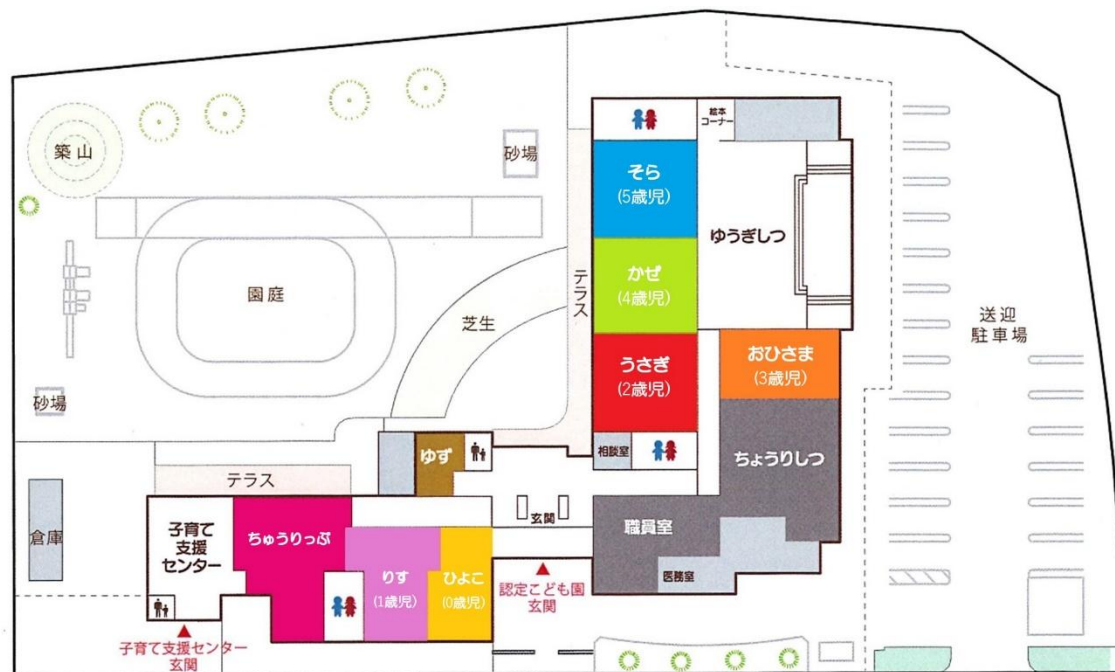 築山
砂場
絵本
コーナー
そら
(5歳児)
ゆうぎしつ
かぜ
(4歳児)
園庭
テラス
芝生
送迎
駐車場
うさぎ
(2歳児)
おひさま
(3歳児)
砂場
相談室
ゆず
ちょうりしつ
テラス
倉庫
子育て
支援
センター
ちゅうりっぷ
玄関
職員室
りす
(1歳児)
ひよこ
(0歳児)
医務室
認定こども園
玄関
子育て支援センター
玄関